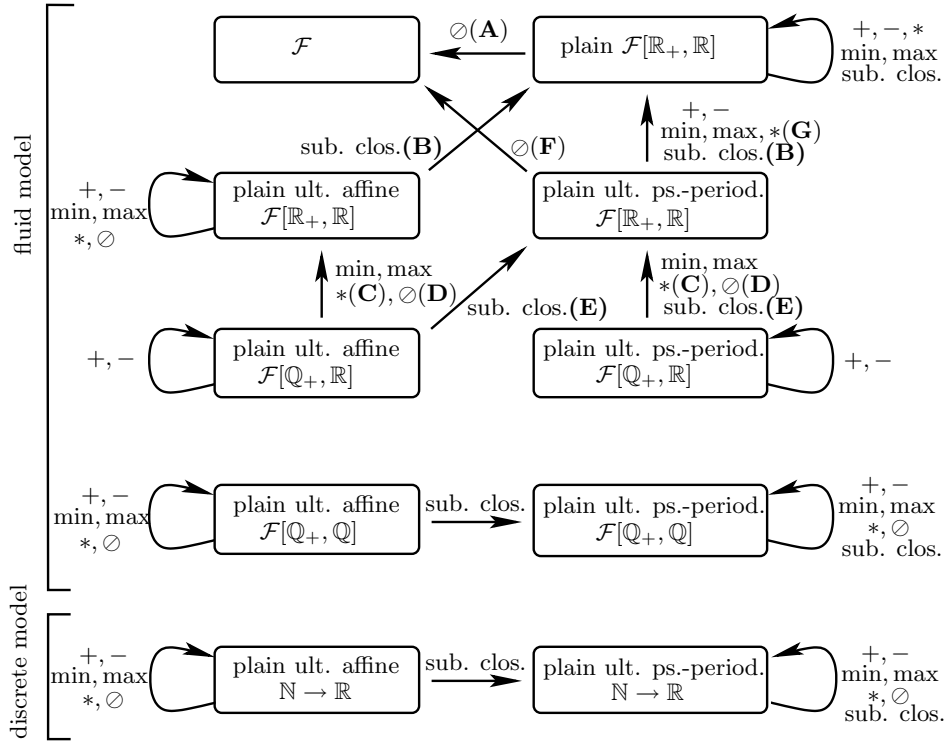 ℱ
⊘(A)
plain ℱ[ℝ₊, ℝ]
+, −, ∗
min, max
sub. clos.
sub. clos.(B)
⊘(F)
+, −
min, max, ∗(G)
sub. clos.(B)
fluid model
+, −
min, max
∗, ⊘
plain ult. affine
ℱ[ℝ₊, ℝ]
plain ult. ps.-period.
ℱ[ℝ₊, ℝ]
min, max
∗(C), ⊘(D)
sub. clos.(E)
min, max
∗(C), ⊘(D)
sub. clos.(E)
+, −
plain ult. affine
ℱ[ℚ₊, ℝ]
plain ult. ps.-period.
ℱ[ℚ₊, ℝ]
+, −
+, −
min, max
∗, ⊘
plain ult. affine
ℱ[ℚ₊, ℚ]
sub. clos.
plain ult. ps.-period.
ℱ[ℚ₊, ℚ]
+, −
min, max
∗, ⊘
sub. clos.
discrete model
+, −
min, max
∗, ⊘
plain ult. affine
ℕ → ℝ
sub. clos.
plain ult. ps.-period.
ℕ → ℝ
+, −
min, max
∗, ⊘
sub. clos.